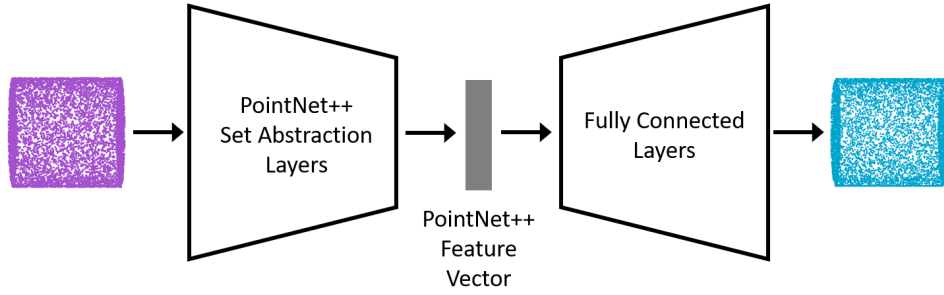 PointNet++
Set Abstraction
Layers
PointNet++
Feature
Vector
Fully Connected
Layers